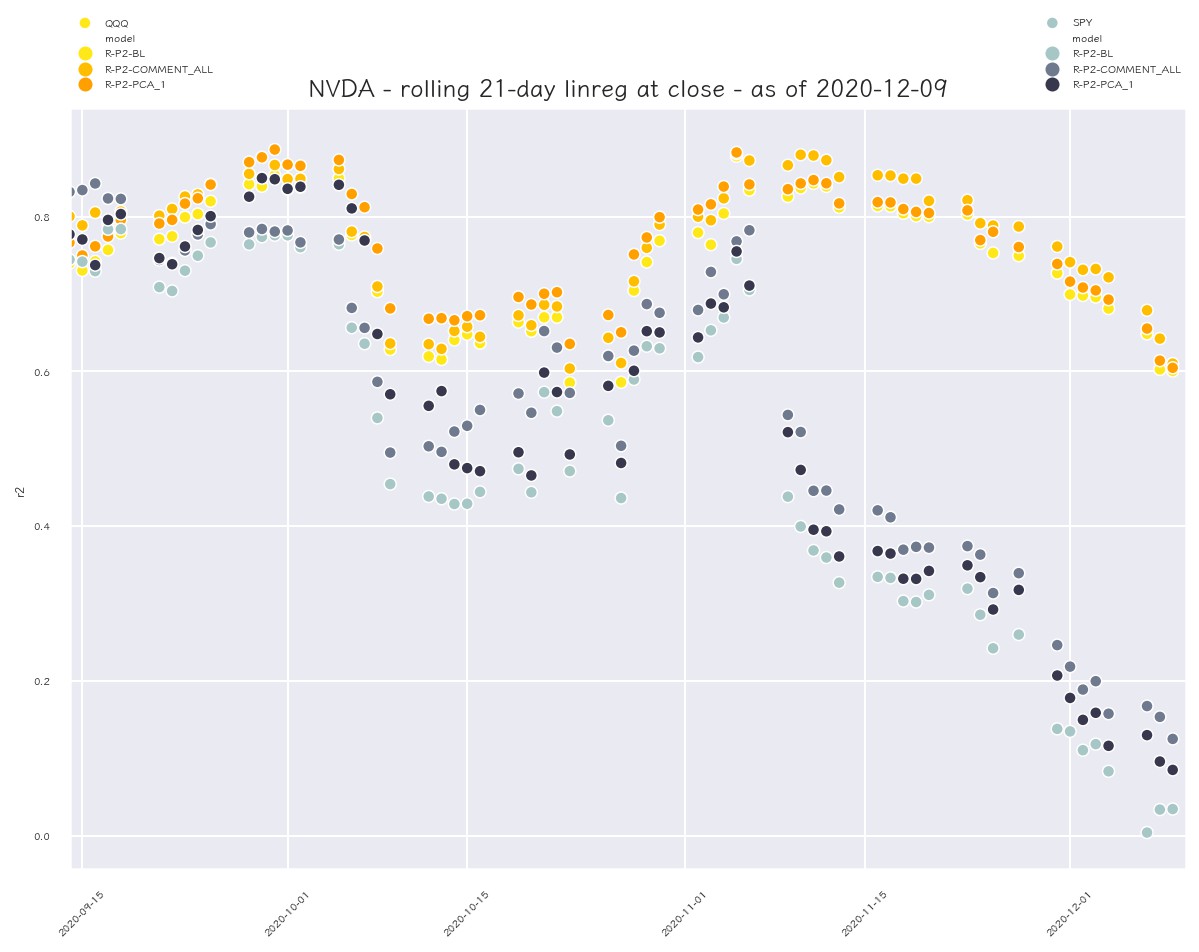 QQQ
model
R-P2-BL
R-P2-COMMENT_ALL
R-P2-PCA_1
SPY
model
R-P2-BL
R-P2-COMMENT_ALL
R-P2-PCA_1
NVDA - rolling 21-day linreg at close - as of 2020-12-09
r2
0.8
0.6
0.4
0.2
0.0
2020-09-15
2020-10-01
2020-10-15
2020-11-01
2020-11-15
2020-12-01